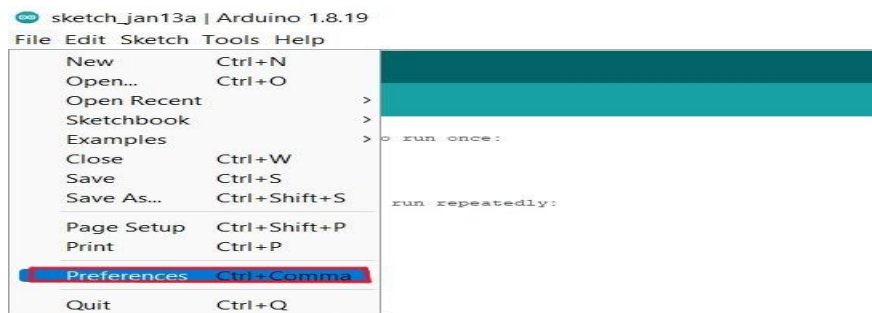 sketch_jan13a | Arduino 1.8.19
File Edit Sketch Tools Help
New Ctrl+N
Open... Ctrl+O
Open Recent >
Sketchbook >
Examples >
o run once:
Close Ctrl+W
Save Ctrl+S
Save As... Ctrl+Shift+S
run repeatedly:
Page Setup Ctrl+Shift+P
Print Ctrl+P
Preferences Ctrl+Comma
Quit Ctrl+Q